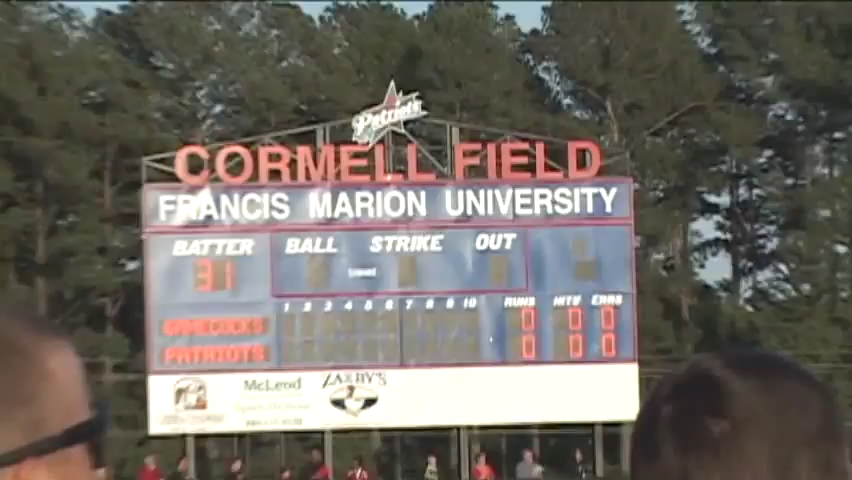 Patriots
CORMELL FIELD
FRANCIS MARION UNIVERSITY
BATTER BALL STRIKE OUT
31
1 2 3 4 5 6 7 8 9 10 RUNS HITS ERRS
GAMECOCKS 0 0 0
PATRIOTS 0 0 0
McLeod ZAXBY'S